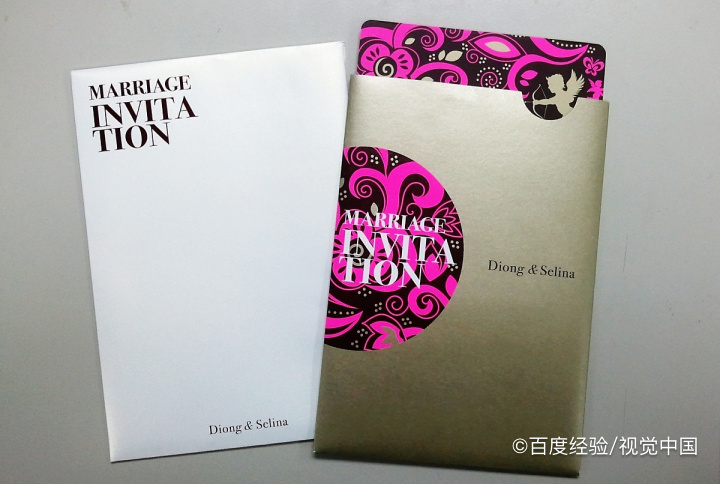 MARRIAGE
INVITA
TION
Diong & Selina
MARRIAGE
INVITA
TION
Diong & Selina
©百度经验/视觉中国